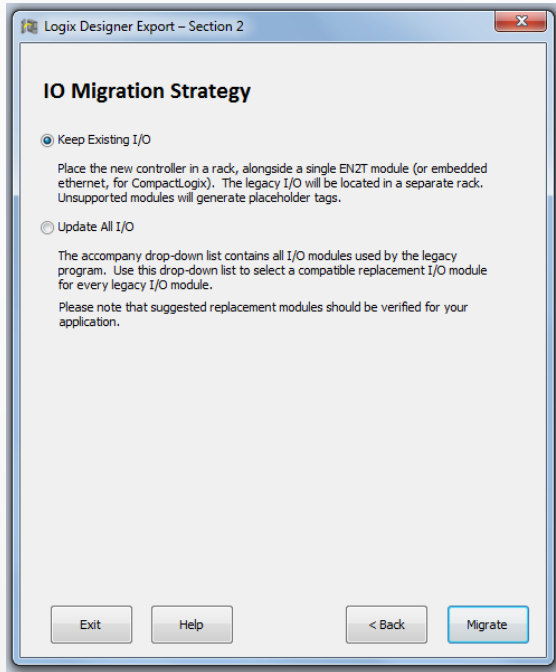 Logix Designer Export – Section 2
IO Migration Strategy
Keep Existing I/O
Place the new controller in a rack, alongside a single EN2T module (or embedded
ethernet, for CompactLogix). The legacy I/O will be located in a separate rack.
Unsupported modules will generate placeholder tags.
Update All I/O
The accompany drop-down list contains all I/O modules used by the legacy
program. Use this drop-down list to select a compatible replacement I/O module
for every legacy I/O module.
Please note that suggested replacement modules should be verified for your
application.
Exit
Help
< Back
Migrate